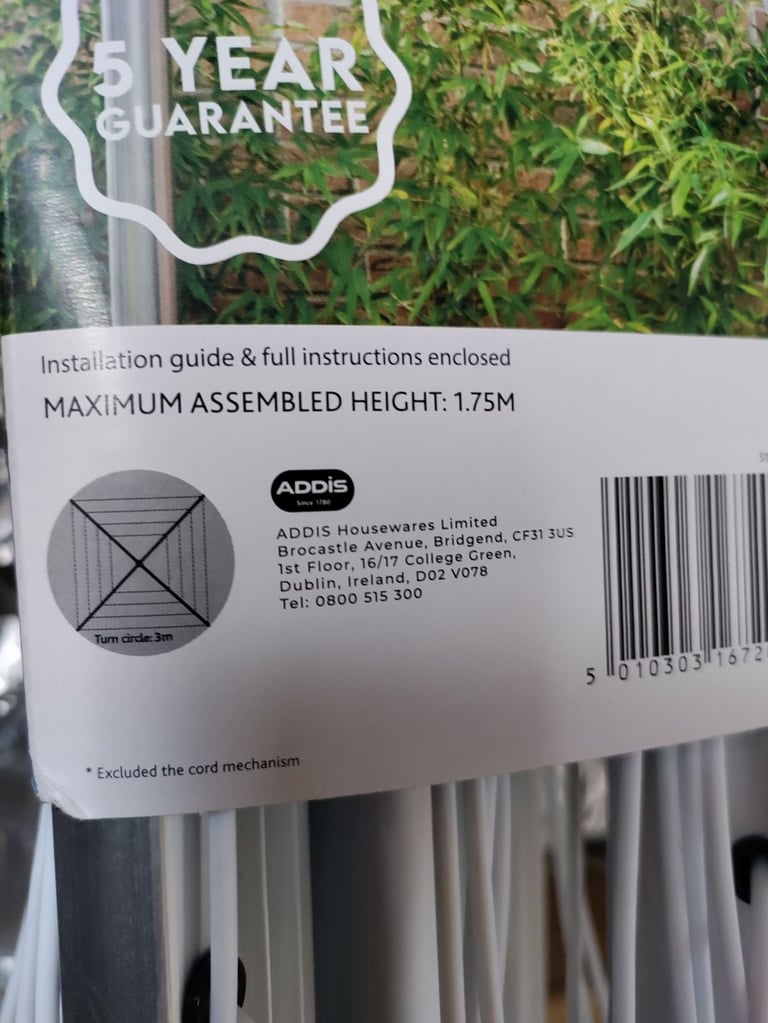 5 YEAR
GUARANTEE
Installation guide & full instructions enclosed
MAXIMUM ASSEMBLED HEIGHT: 1.75M
ADDIS
Since 1780
ADDIS Housewares Limited
Brocastle Avenue, Bridgend, CF31 3US
1st Floor, 16/17 College Green,
Dublin, Ireland, D02 V078
Tel: 0800 515 300
Turn circle: 3m
5 010303 1672
* Excluded the cord mechanism